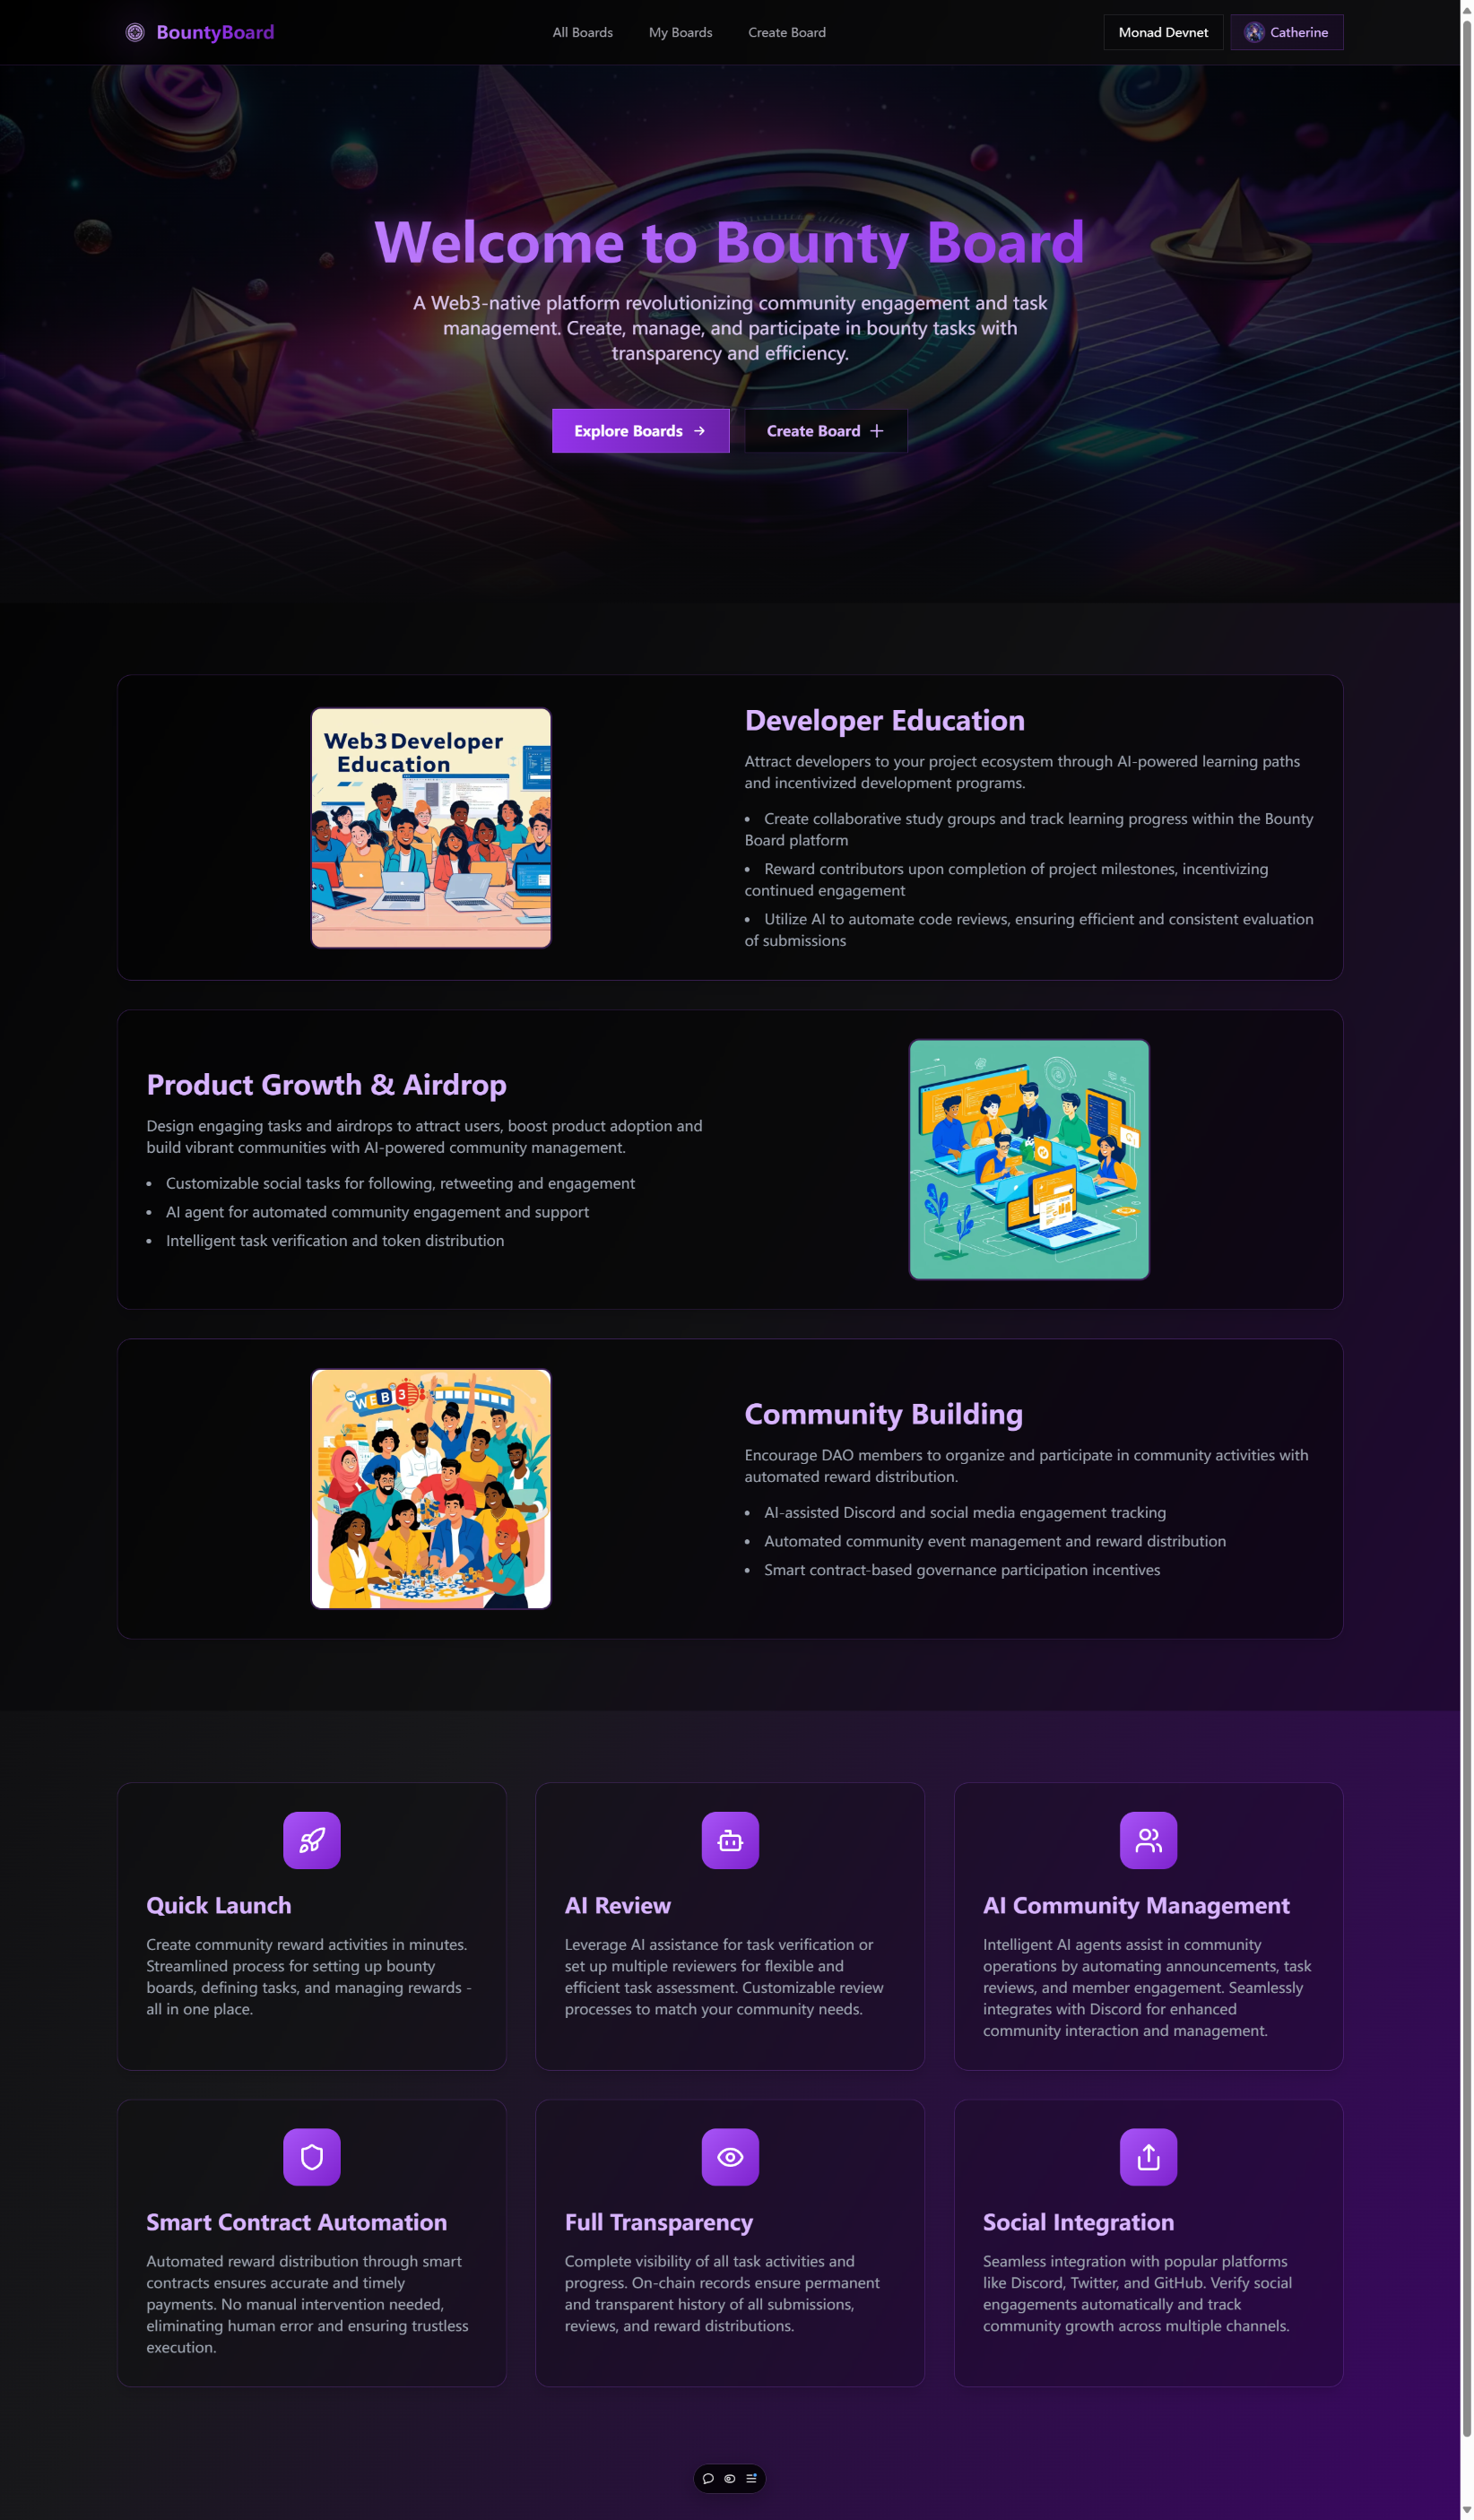 BountyBoard
All Boards
My Boards
Create Board
Monad Devnet
Catherine
Welcome to Bounty Board
A Web3-native platform revolutionizing community engagement and task
management. Create, manage, and participate in bounty tasks with
transparency and efficiency.
Explore Boards
Create Board
Web3 Developer
Education
Developer Education
Attract developers to your project ecosystem through AI-powered learning paths
and incentivized development programs.
• Create collaborative study groups and track learning progress within the Bounty
Board platform
• Reward contributors upon completion of project milestones, incentivizing
continued engagement
• Utilize AI to automate code reviews, ensuring efficient and consistent evaluation
of submissions
Product Growth & Airdrop
Design engaging tasks and airdrops to attract users, boost product adoption and
build vibrant communities with AI-powered community management.
• Customizable social tasks for following, retweeting and engagement
• AI agent for automated community engagement and support
• Intelligent task verification and token distribution
WEB 3
Community Building
Encourage DAO members to organize and participate in community activities with
automated reward distribution.
• AI-assisted Discord and social media engagement tracking
• Automated community event management and reward distribution
• Smart contract-based governance participation incentives
Quick Launch
Create community reward activities in minutes.
Streamlined process for setting up bounty
boards, defining tasks, and managing rewards -
all in one place.
AI Review
Leverage AI assistance for task verification or
set up multiple reviewers for flexible and
efficient task assessment. Customizable review
processes to match your community needs.
AI Community Management
Intelligent AI agents assist in community
operations by automating announcements, task
reviews, and member engagement. Seamlessly
integrates with Discord for enhanced
community interaction and management.
Smart Contract Automation
Automated reward distribution through smart
contracts ensures accurate and timely
payments. No manual intervention needed,
eliminating human error and ensuring trustless
execution.
Full Transparency
Complete visibility of all task activities and
progress. On-chain records ensure permanent
and transparent history of all submissions,
reviews, and reward distributions.
Social Integration
Seamless integration with popular platforms
like Discord, Twitter, and GitHub. Verify social
engagements automatically and track
community growth across multiple channels.